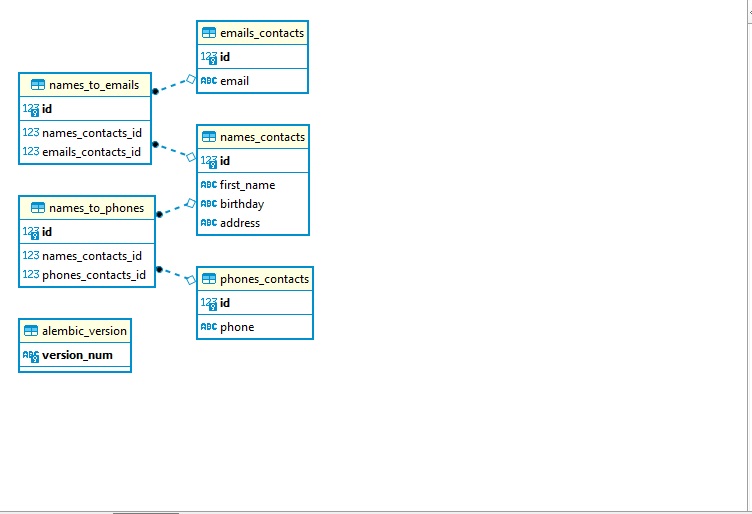 emails_contacts
123 id
ABC email
names_to_emails
123 id
123 names_contacts_id
123 emails_contacts_id
names_contacts
123 id
ABC first_name
ABC birthday
ABC address
names_to_phones
123 id
123 names_contacts_id
123 phones_contacts_id
phones_contacts
123 id
ABC phone
alembic_version
ABC version_num